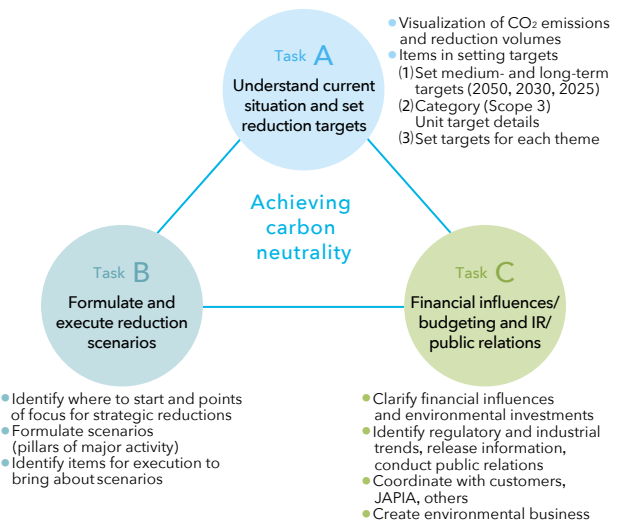 Task A
Understand current
situation and set
reduction targets
● Visualization of CO₂ emissions
and reduction volumes
● Items in setting targets
(1) Set medium- and long-term
targets (2050, 2030, 2025)
(2) Category (Scope 3)
Unit target details
(3) Set targets for each theme
Achieving
carbon
neutrality
Task B
Formulate and
execute reduction
scenarios
● Identify where to start and points
of focus for strategic reductions
● Formulate scenarios
(pillars of major activity)
● Identify items for execution to
bring about scenarios
Task C
Financial influences/
budgeting and IR/
public relations
● Clarify financial influences
and environmental investments
● Identify regulatory and industrial
trends, release information,
conduct public relations
● Coordinate with customers,
JAPIA, others
● Create environmental business